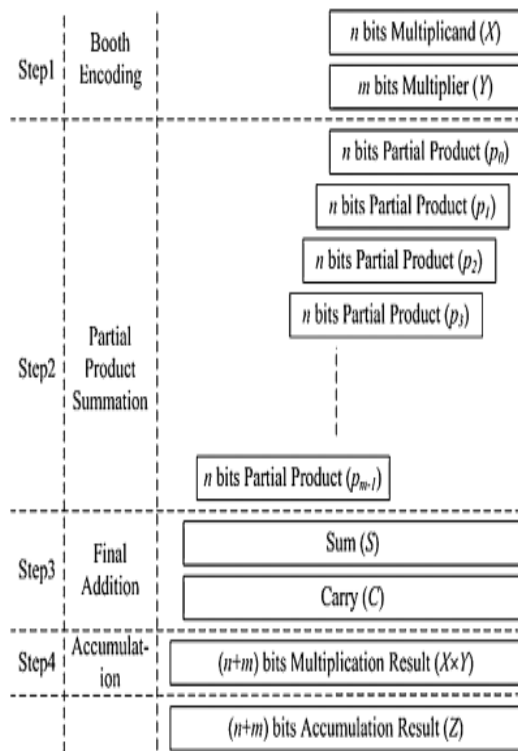 Step1
Booth
Encoding
n bits Multiplicand (X)
m bits Multiplier (Y)
Step2
Partial
Product
Summation
n bits Partial Product (p0)
n bits Partial Product (p1)
n bits Partial Product (p2)
n bits Partial Product (p3)
n bits Partial Product (pm-1)
Step3
Final
Addition
Sum (S)
Carry (C)
Step4
Accumulat-
ion
(n+m) bits Multiplication Result (X×Y)
(n+m) bits Accumulation Result (Z)